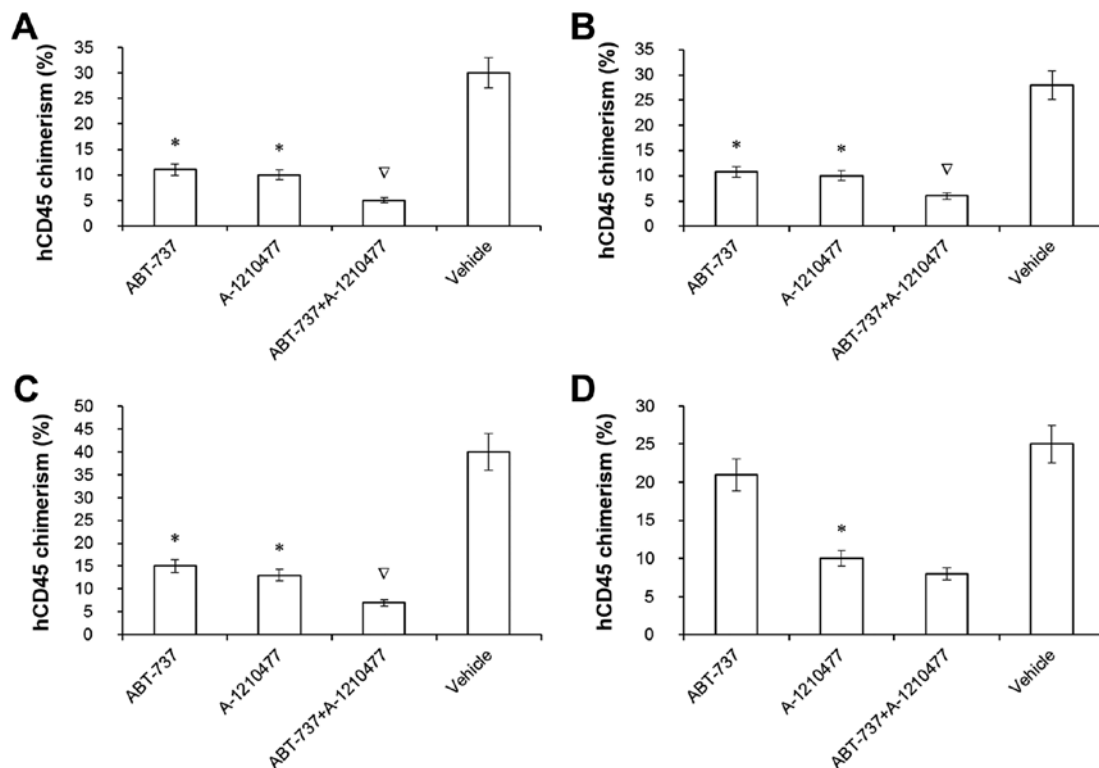 A
hCD45 chimerism (%)
35
30
25
20
15
10
5
0
*
*
▽
ABT-737
A-1210477
ABT-737+A-1210477
Vehicle
B
hCD45 chimerism (%)
35
30
25
20
15
10
5
0
*
*
▽
ABT-737
A-1210477
ABT-737+A-1210477
Vehicle
C
hCD45 chimerism (%)
50
45
40
35
30
25
20
15
10
5
0
*
*
▽
ABT-737
A-1210477
ABT-737+A-1210477
Vehicle
D
hCD45 chimerism (%)
30
25
20
15
10
5
0
*
ABT-737
A-1210477
ABT-737+A-1210477
Vehicle